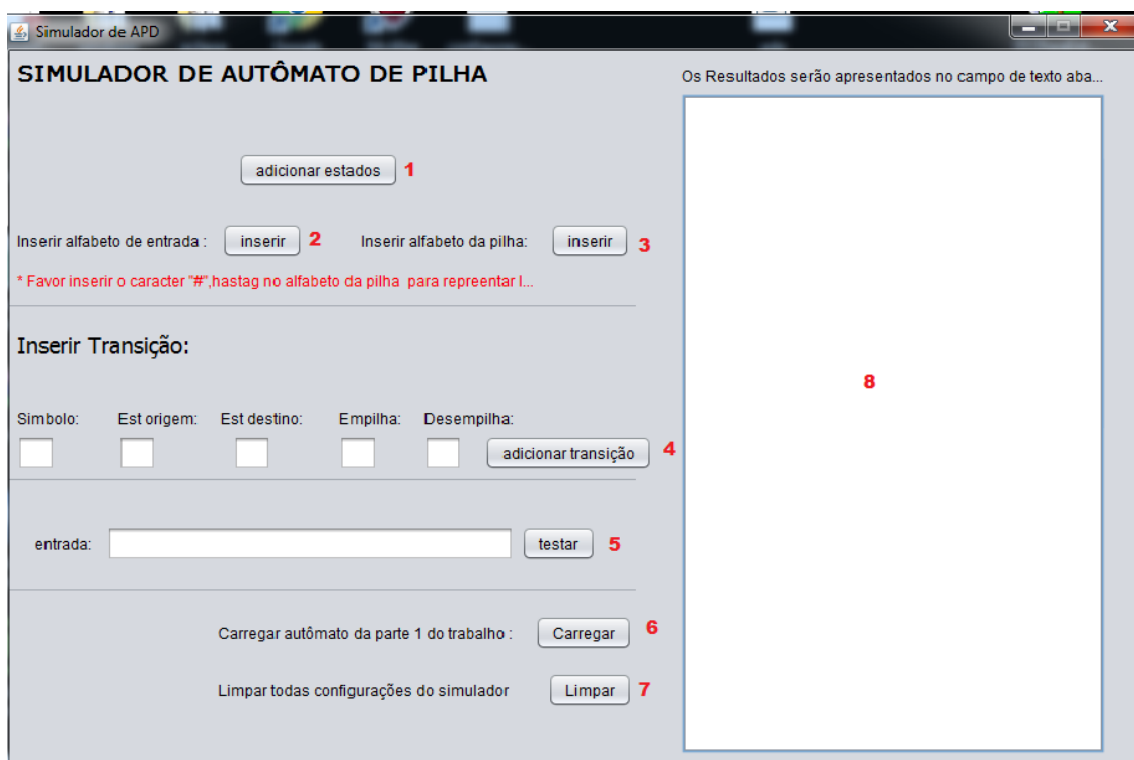 Simulador de APD
SIMULADOR DE AUTÔMATO DE PILHA
Os Resultados serão apresentados no campo de texto aba...
adicionar estados 1
Inserir alfabeto de entrada : inserir 2 Inserir alfabeto da pilha: inserir 3
* Favor inserir o caracter "#",hastag no alfabeto da pilha para repreentar l...
Inserir Transição:
8
Simbolo: Est origem: Est destino: Empilha: Desempilha:
adicionar transição 4
entrada: testar 5
Carregar autômato da parte 1 do trabalho : Carregar 6
Limpar todas configurações do simulador Limpar 7